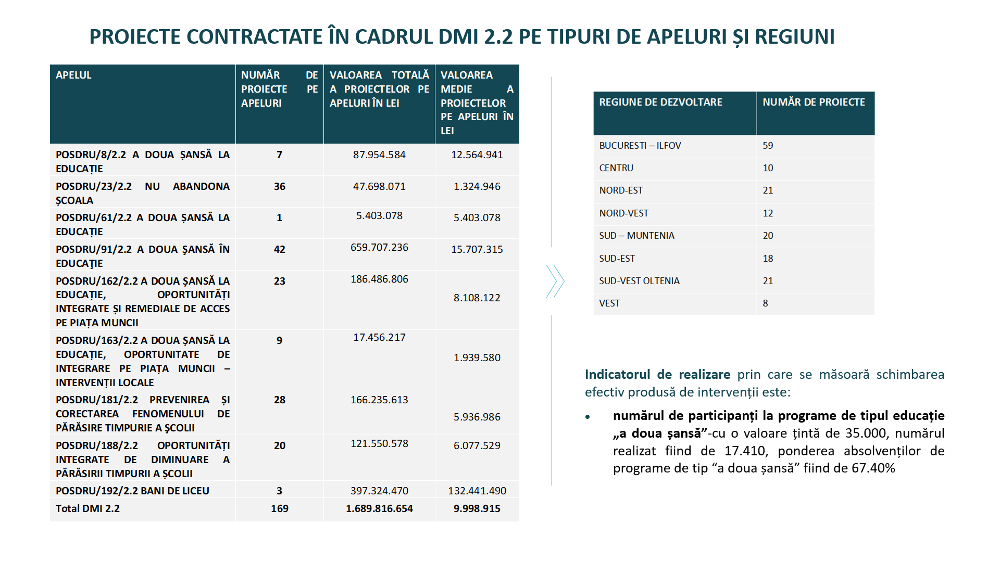 PROIECTE CONTRACTATE ÎN CADRUL DMI 2.2 PE TIPURI DE APELURI ȘI REGIUNI
APELUL
NUMĂR DE
PROIECTE PE
APELURI
VALOAREA TOTALĂ
A PROIECTELOR PE
APELURI ÎN LEI
VALOAREA
MEDIE A
PROIECTELOR
PE APELURI ÎN
LEI
POSDRU/8/2.2 A DOUA ȘANSĂ LA
EDUCAȚIE
7
87.954.584
12.564.941
POSDRU/23/2.2 NU ABANDONA
ȘCOALA
36
47.698.071
1.324.946
POSDRU/61/2.2 A DOUA ȘANSĂ LA
EDUCAȚIE
1
5.403.078
5.403.078
POSDRU/91/2.2 A DOUA ŞANSĂ ÎN
EDUCAŢIE
42
659.707.236
15.707.315
POSDRU/162/2.2 A DOUA ȘANSĂ LA
EDUCAȚIE, OPORTUNITĂȚI
INTEGRATE ȘI REMEDIALE DE ACCES
PE PIAȚA MUNCII
23
186.486.806
8.108.122
POSDRU/163/2.2 A DOUA ȘANSĂ LA
EDUCAȚIE, OPORTUNITATE DE
INTEGRARE PE PIAȚA MUNCII –
INTERVENȚII LOCALE
9
17.456.217
1.939.580
POSDRU/181/2.2 PREVENIREA ȘI
CORECTAREA FENOMENULUI DE
PĂRĂSIRE TIMPURIE A ŞCOLII
28
166.235.613
5.936.986
POSDRU/188/2.2 OPORTUNITĂȚI
INTEGRATE DE DIMINUARE A
PĂRĂSIRII TIMPURII A ȘCOLII
20
121.550.578
6.077.529
POSDRU/192/2.2 BANI DE LICEU
3
397.324.470
132.441.490
Total DMI 2.2
169
1.689.816.654
9.998.915
REGIUNE DE DEZVOLTARE
NUMĂR DE PROIECTE
BUCURESTI – ILFOV
59
CENTRU
10
NORD-EST
21
NORD-VEST
12
SUD – MUNTENIA
20
SUD-EST
18
SUD-VEST OLTENIA
21
VEST
8
Indicatorul de realizare prin care se măsoară schimbarea
efectiv produsă de intervenții este:
• numărul de participanți la programe de tipul educație
„a doua șansă”-cu o valoare țintă de 35.000, numărul
realizat fiind de 17.410, ponderea absolvenților de
programe de tip “a doua șansă” fiind de 67.40%